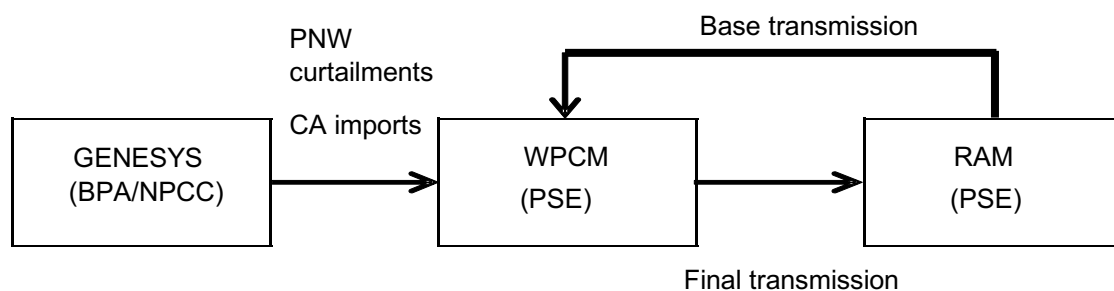 Base transmission
PNW
curtailments
CA imports
GENESYS
(BPA/NPCC)
WPCM
(PSE)
RAM
(PSE)
Final transmission